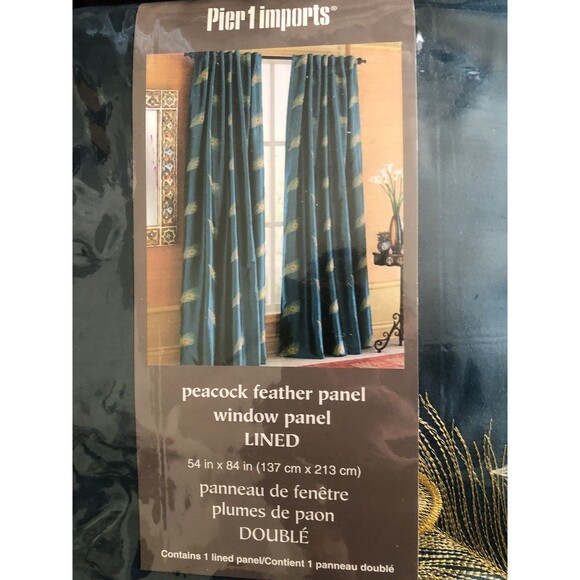 Pier 1 imports®
peacock feather panel
window panel
LINED
54 in x 84 in (137 cm x 213 cm)
panneau de fenêtre
plumes de paon
DOUBLÉ
Contains 1 lined panel/Contient 1 panneau doublé